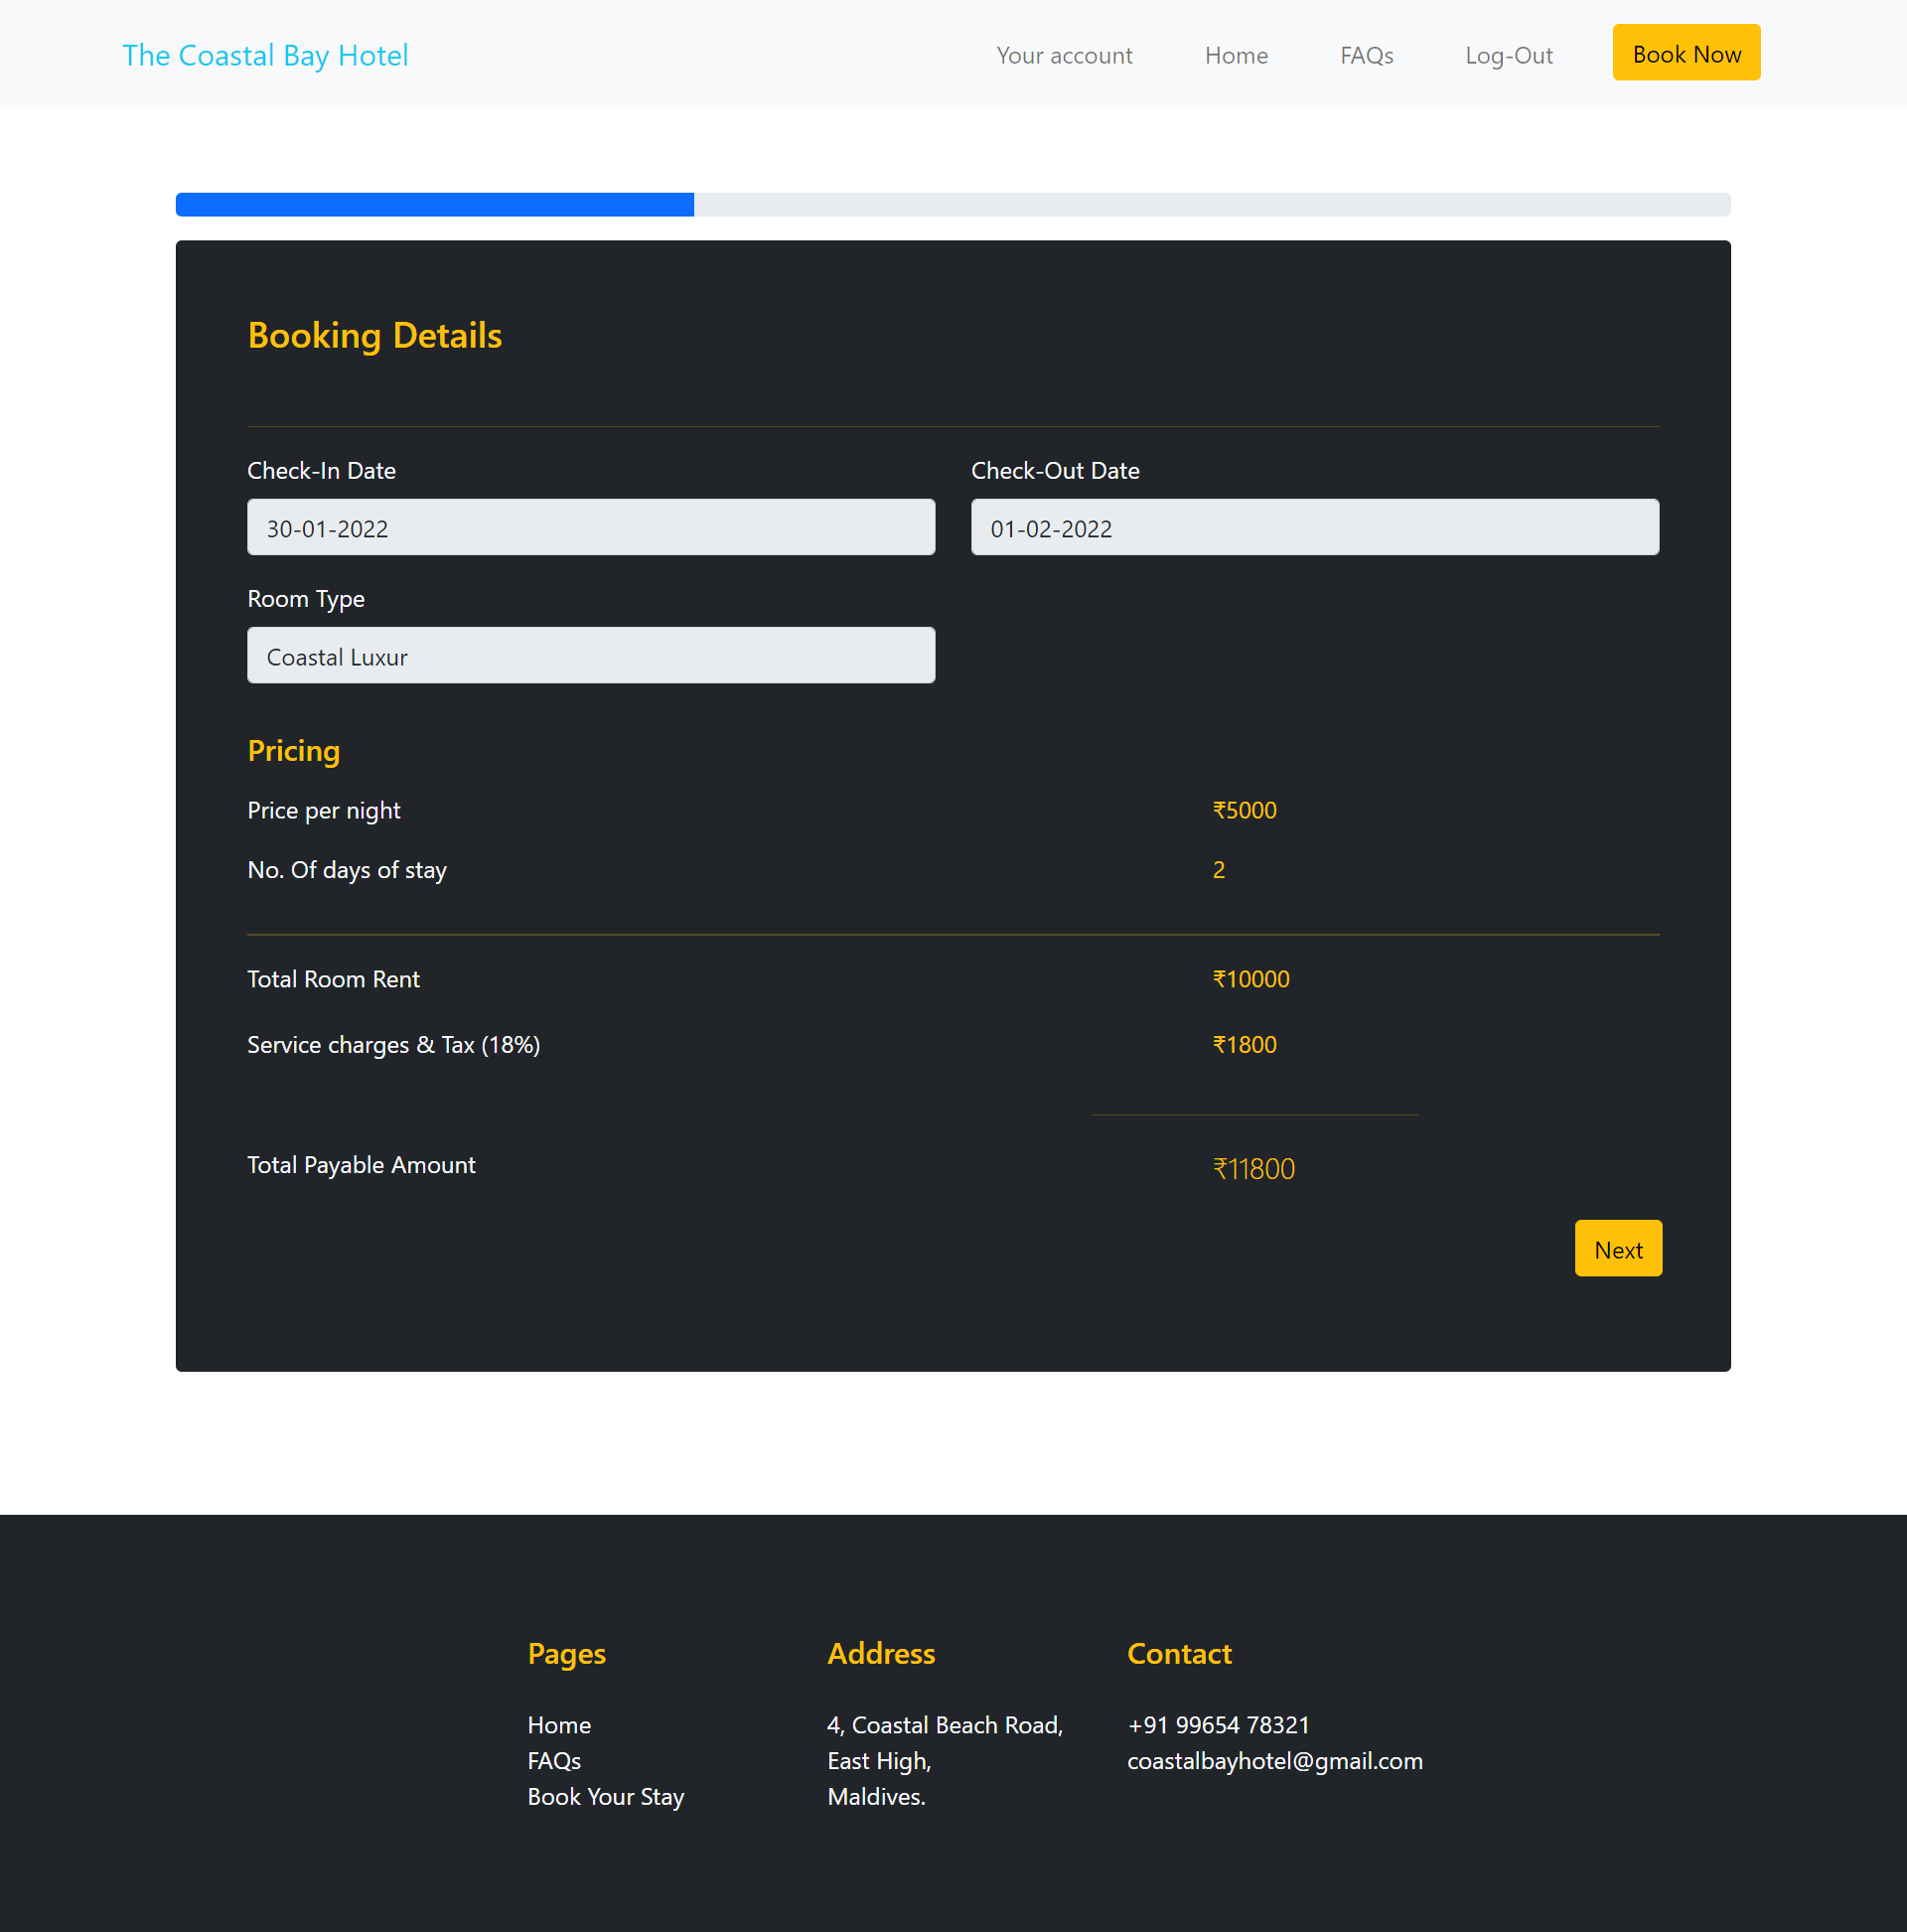 The Coastal Bay Hotel
Your account Home FAQs Log-Out Book Now
Booking Details
Check-In Date Check-Out Date
30-01-2022 01-02-2022
Room Type
Coastal Luxur
Pricing
Price per night ₹5000
No. Of days of stay 2
Total Room Rent ₹10000
Service charges & Tax (18%) ₹1800
Total Payable Amount ₹11800
Next
Pages
Home
FAQs
Book Your Stay
Address
4, Coastal Beach Road,
East High,
Maldives.
Contact
+91 99654 78321
coastalbayhotel@gmail.com